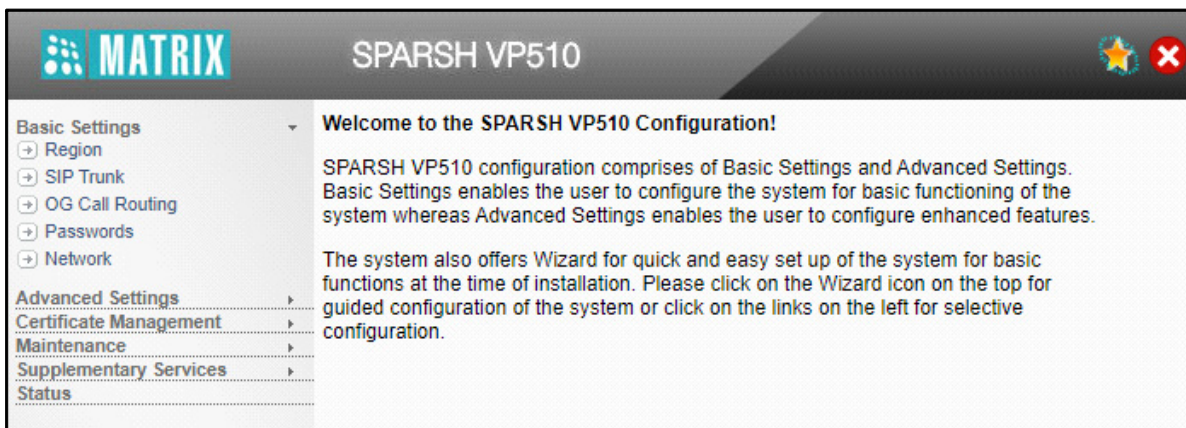 MATRIX
SPARSH VP510
Basic Settings
Region
SIP Trunk
OG Call Routing
Passwords
Network
Advanced Settings
Certificate Management
Maintenance
Supplementary Services
Status
Welcome to the SPARSH VP510 Configuration!
SPARSH VP510 configuration comprises of Basic Settings and Advanced Settings.
Basic Settings enables the user to configure the system for basic functioning of the
system whereas Advanced Settings enables the user to configure enhanced features.
The system also offers Wizard for quick and easy set up of the system for basic
functions at the time of installation. Please click on the Wizard icon on the top for
guided configuration of the system or click on the links on the left for selective
configuration.